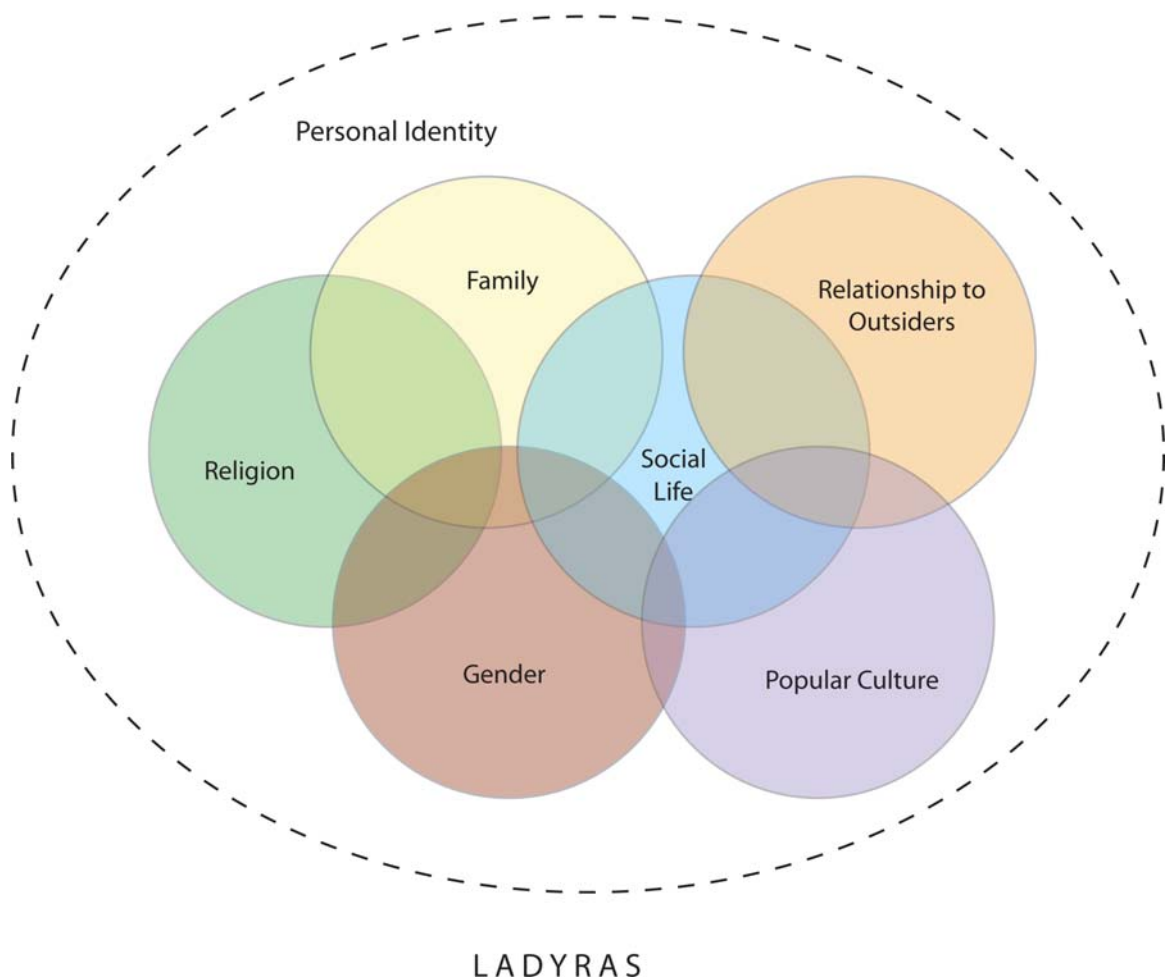 Personal Identity
Family
Relationship to
Outsiders
Religion
Social
Life
Gender
Popular Culture
LADYRAS